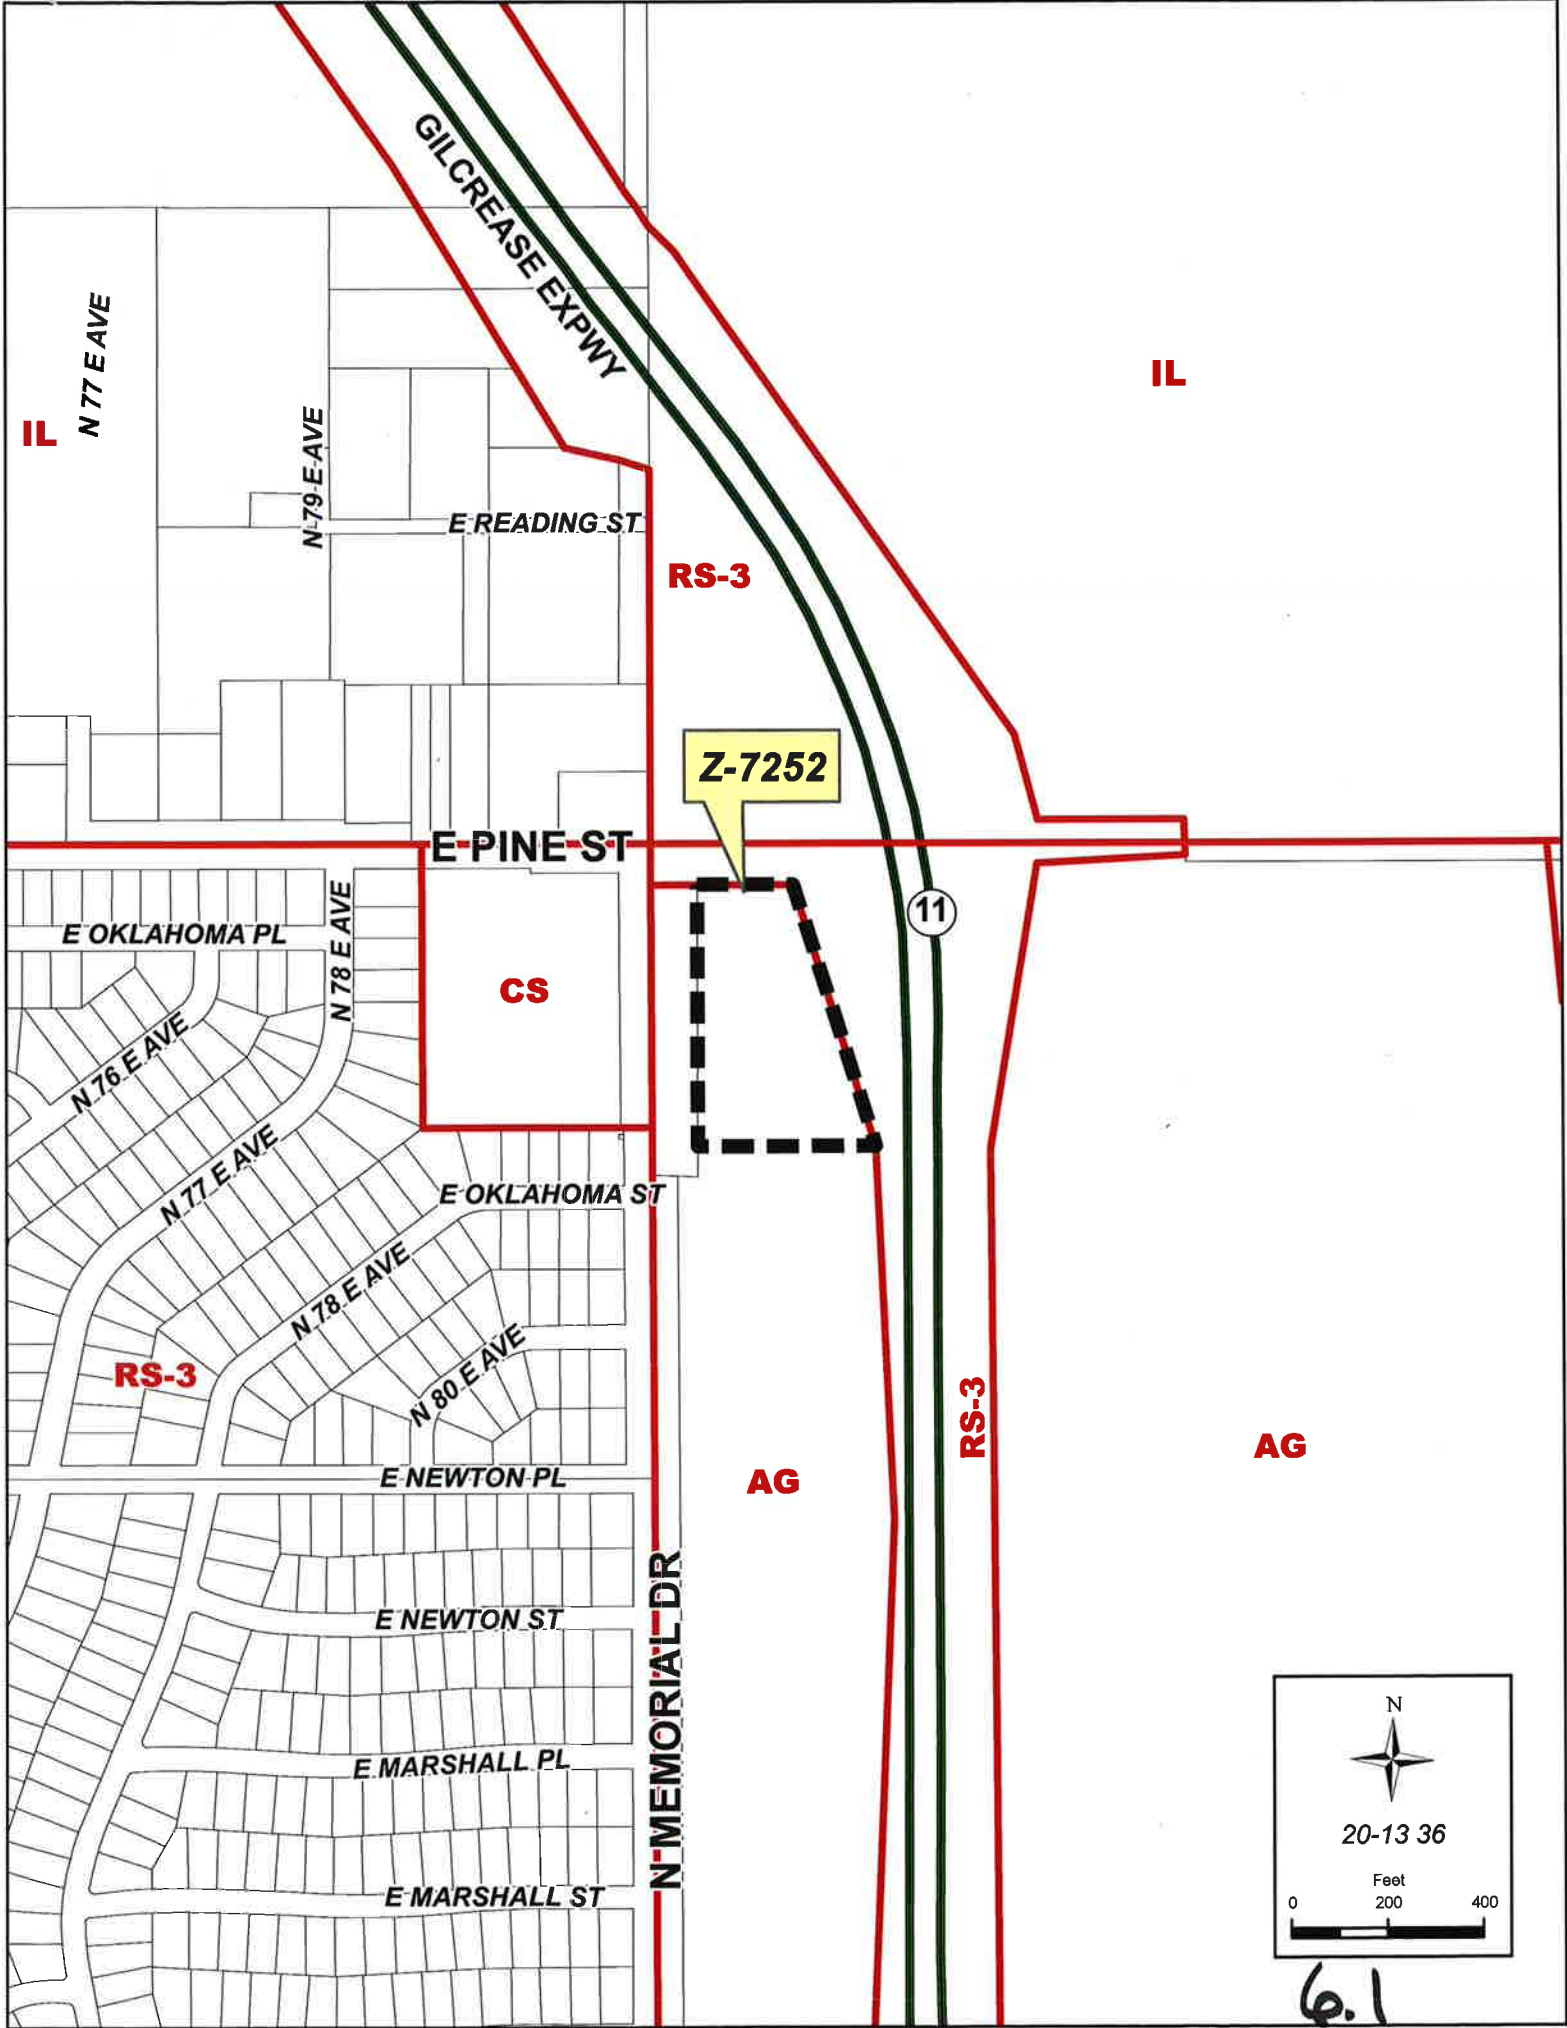 GILCREASE EXPWY
N 77 E AVE
IL
IL
N 79 E AVE
E READING ST
RS-3
Z-7252
E PINE ST
11
N 78 E AVE
E OKLAHOMA PL
CS
N 76 E AVE
N 77 E AVE
E OKLAHOMA ST
N 78 E AVE
RS-3
N 80 E AVE
RS-3
AG
AG
E NEWTON PL
E NEWTON ST
N MEMORIAL DR
E MARSHALL PL
E MARSHALL ST
N
20-13 36
Feet
0 200 400
6.1